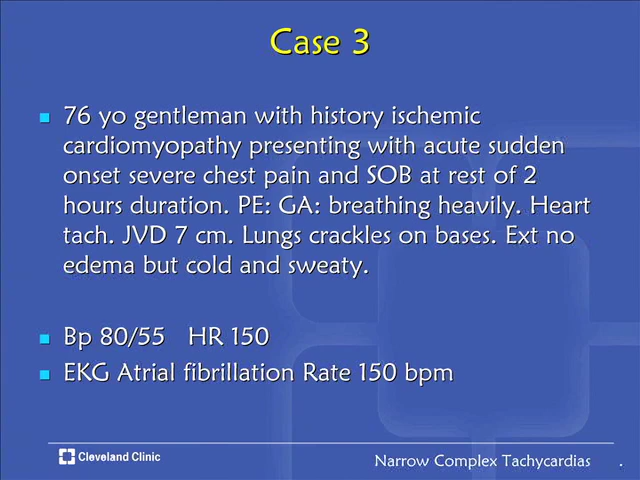 Case 3
76 yo gentleman with history ischemic
cardiomyopathy presenting with acute sudden
onset severe chest pain and SOB at rest of 2
hours duration. PE: GA: breathing heavily. Heart
tach. JVD 7 cm. Lungs crackles on bases. Ext no
edema but cold and sweaty.
Bp 80/55 HR 150
EKG Atrial fibrillation Rate 150 bpm
Cleveland Clinic
Narrow Complex Tachycardias .